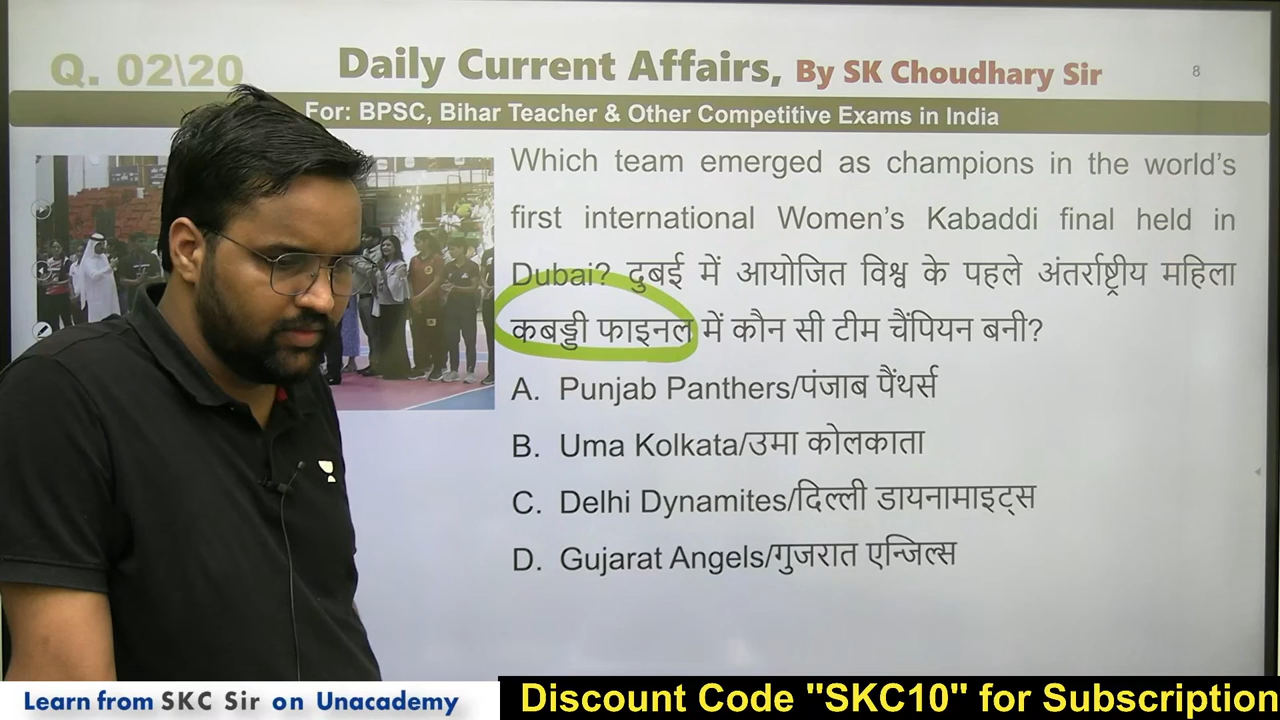 Q. 02\20
Daily Current Affairs, By SK Choudhary Sir
8
For: BPSC, Bihar Teacher & Other Competitive Exams in India
Which team emerged as champions in the world's
first international Women's Kabaddi final held in
Dubai? दुबई में आयोजित विश्व के पहले अंतर्राष्ट्रीय महिला
कबड्डी फाइनल में कौन सी टीम चैंपियन बनी?
A. Punjab Panthers/पंजाब पैंथर्स
B. Uma Kolkata/उमा कोलकाता
C. Delhi Dynamites/दिल्ली डायनामाइट्स
D. Gujarat Angels/गुजरात एन्जिल्स
Learn from SKC Sir on Unacademy
Discount Code "SKC10" for Subscription